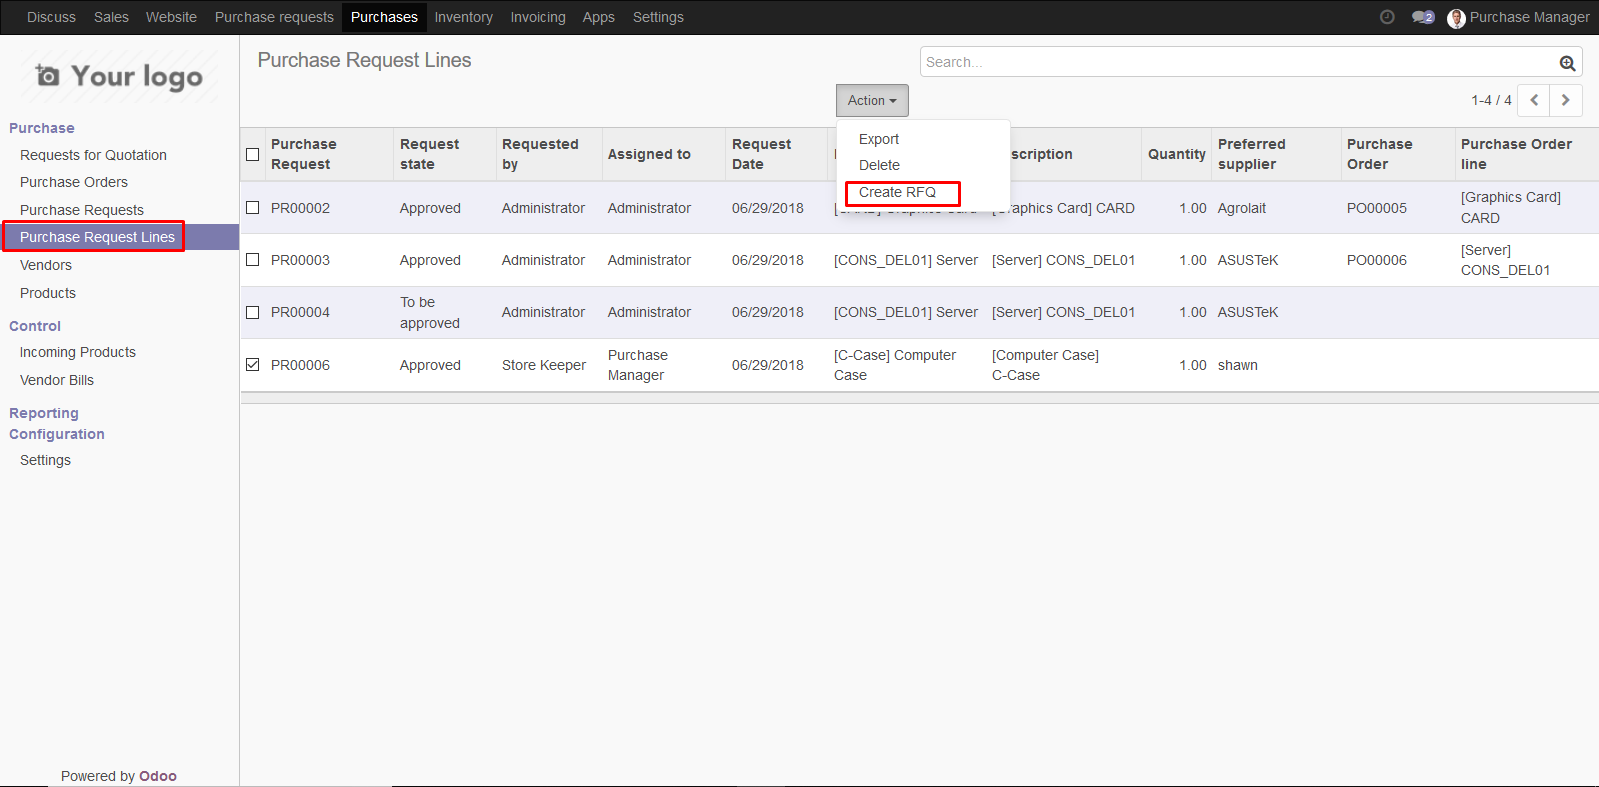 Discuss Sales Website Purchase requests Purchases Inventory Invoicing Apps Settings 2 Purchase Manager
Your logo
Purchase
Requests for Quotation
Purchase Orders
Purchase Requests
Purchase Request Lines
Vendors
Products
Control
Incoming Products
Vendor Bills
Reporting
Configuration
Settings
Powered by Odoo
Purchase Request Lines
Search...
Action
1-4 / 4
Export
Delete
Create RFQ
Purchase Request Request state Requested by Assigned to Request Date scription Quantity Preferred supplier Purchase Order Purchase Order line
PR00002 Approved Administrator Administrator 06/29/2018 [CARD] Graphics Card [Graphics Card] CARD 1.00 Agrolait PO00005 [Graphics Card] CARD
PR00003 Approved Administrator Administrator 06/29/2018 [CONS_DEL01] Server [Server] CONS_DEL01 1.00 ASUSTeK PO00006 [Server] CONS_DEL01
PR00004 To be approved Administrator Administrator 06/29/2018 [CONS_DEL01] Server [Server] CONS_DEL01 1.00 ASUSTeK
PR00006 Approved Store Keeper Purchase Manager 06/29/2018 [C-Case] Computer Case [Computer Case] C-Case 1.00 shawn